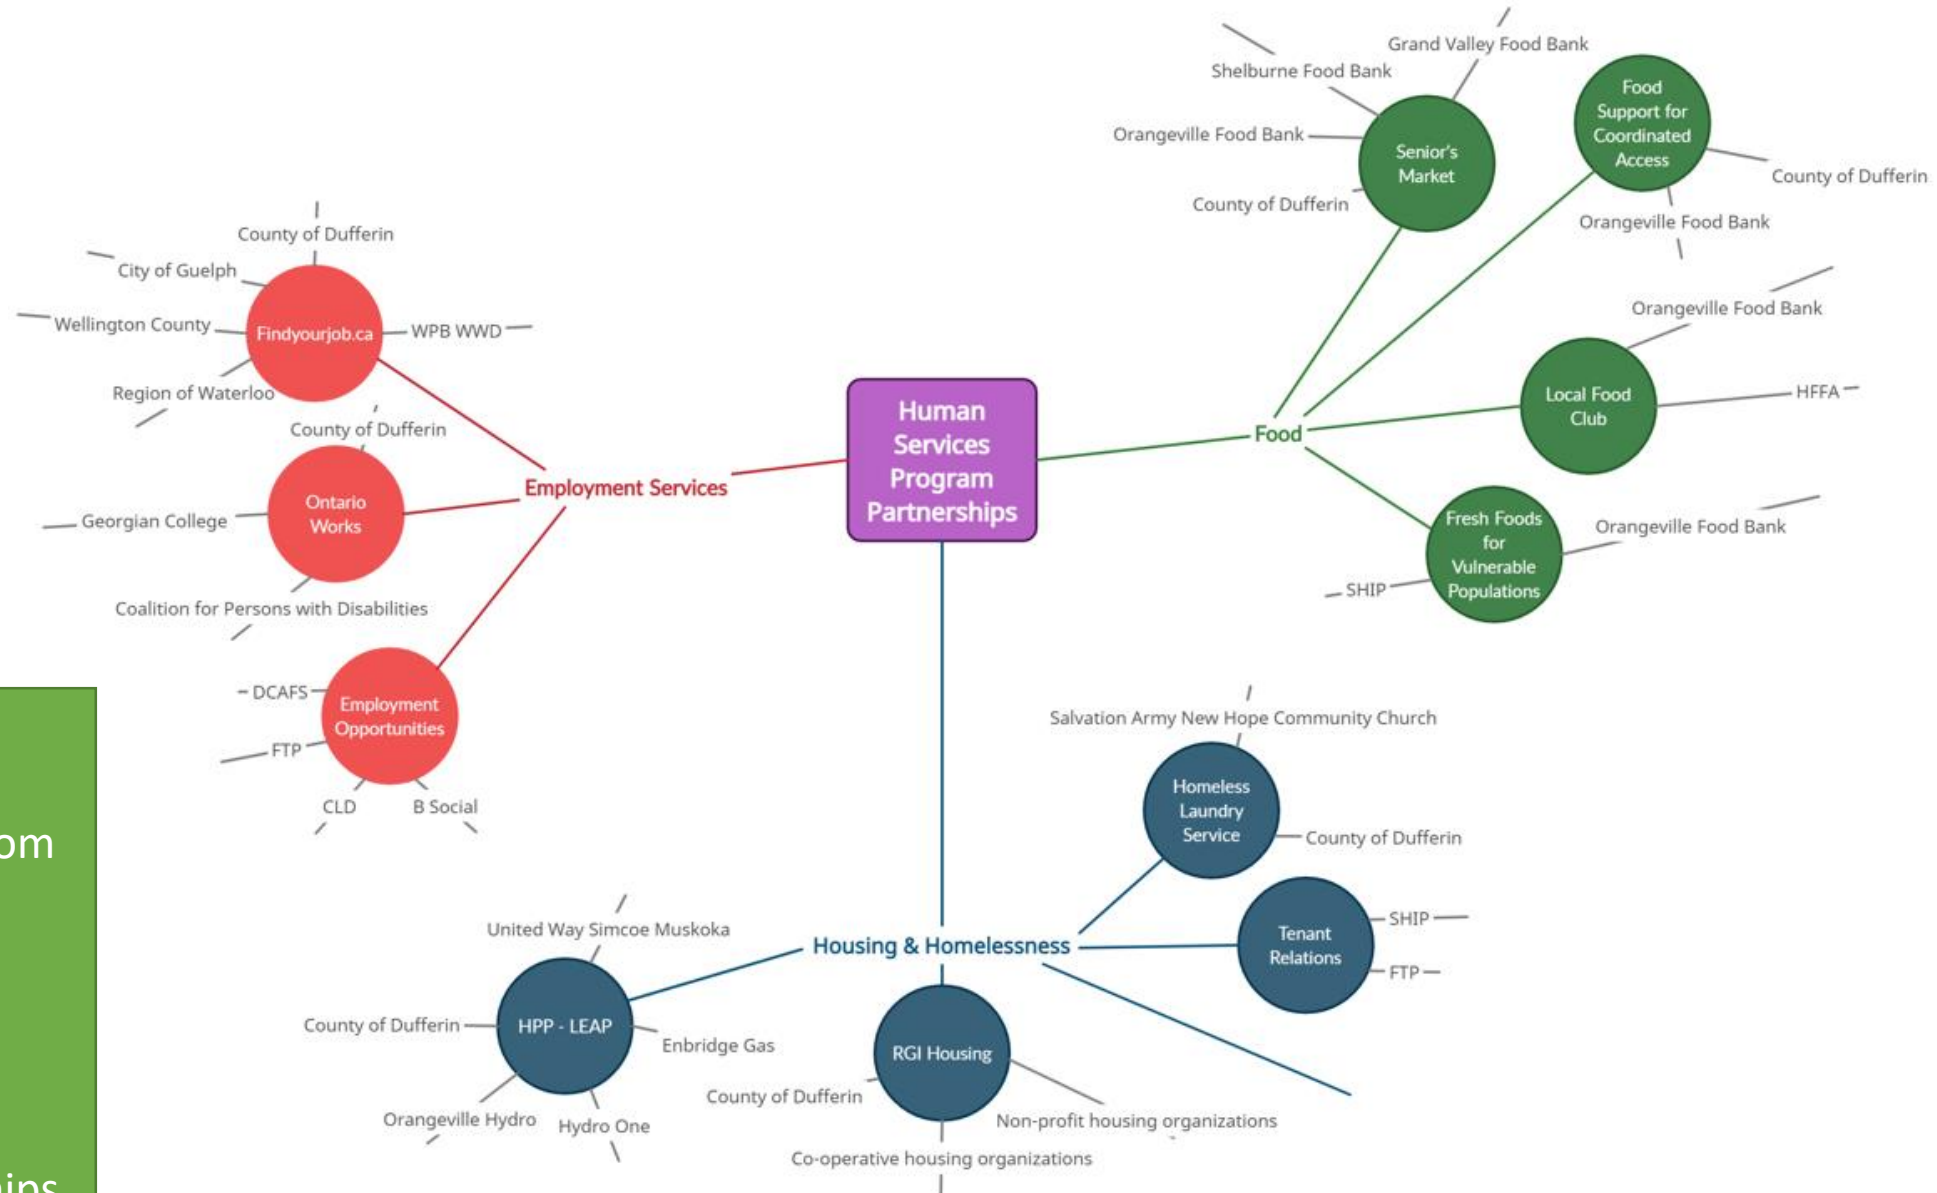 Human
Services
Program
Partnerships
Employment Services
Findyourjob.ca
County of Dufferin
City of Guelph
Wellington County
Region of Waterloo
WPB WWD
Ontario
Works
County of Dufferin
Georgian College
Coalition for Persons with Disabilities
Employment
Opportunities
DCAFS
FTP
CLD
B Social
Food
Senior's
Market
Grand Valley Food Bank
Shelburne Food Bank
Orangeville Food Bank
County of Dufferin
Food
Support for
Coordinated
Access
County of Dufferin
Orangeville Food Bank
Local Food
Club
Orangeville Food Bank
HFFA
Fresh Foods
for
Vulnerable
Populations
Orangeville Food Bank
SHIP
Housing & Homelessness
Homeless
Laundry
Service
Salvation Army New Hope Community Church
County of Dufferin
Tenant
Relations
SHIP
FTP
RGI Housing
County of Dufferin
Non-profit housing organizations
Co-operative housing organizations
HPP - LEAP
United Way Simcoe Muskoka
County of Dufferin
Enbridge Gas
Orangeville Hydro
Hydro One